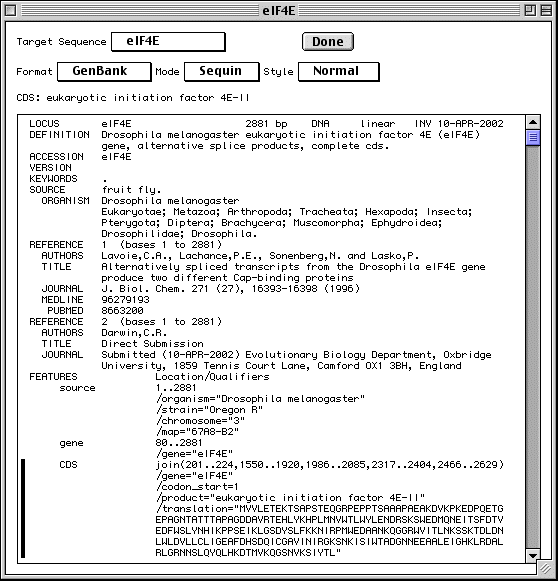 eIF4E
Target Sequence eIF4E Done
Format GenBank Mode Sequin Style Normal
CDS: eukaryotic initiation factor 4E-II
LOCUS eIF4E 2881 bp DNA linear INV 10-APR-2002
DEFINITION Drosophila melanogaster eukaryotic initiation factor 4E (eIF4E)
gene, alternative splice products, complete cds.
ACCESSION eIF4E
VERSION
KEYWORDS .
SOURCE fruit fly.
ORGANISM Drosophila melanogaster
Eukaryotae; Metazoa; Arthropoda; Tracheata; Hexapoda; Insecta;
Pterygota; Diptera; Brachycera; Muscomorpha; Ephydroidea;
Drosophilidae; Drosophila.
REFERENCE 1 (bases 1 to 2881)
AUTHORS Lavoie,C.A., Lachance,P.E., Sonenberg,N. and Lasko,P.
TITLE Alternatively spliced transcripts from the Drosophila eIF4E gene
produce two different Cap-binding proteins
JOURNAL J. Biol. Chem. 271 (27), 16393-16398 (1996)
MEDLINE 96279193
PUBMED 8663200
REFERENCE 2 (bases 1 to 2881)
AUTHORS Darwin,C.R.
TITLE Direct Submission
JOURNAL Submitted (10-APR-2002) Evolutionary Biology Department, Oxbridge
University, 1859 Tennis Court Lane, Camford OX1 3BH, England
FEATURES Location/Qualifiers
source 1..2881
/organism="Drosophila melanogaster"
/strain="Oregon R"
/chromosome="3"
/map="67A8-B2"
gene 80..2881
/gene="eIF4E"
CDS join(201..224,1550..1920,1986..2085,2317..2404,2466..2629)
/gene="eIF4E"
/codon_start=1
/product="eukaryotic initiation factor 4E-II"
/translation="MVVLETEKTSAPSTEQGRPEPPTSAAAPAEAKDVKPKEDPQETG
EPAGNTATTTAPAGDDAVRTEHLYKHPLMNVWTLWYLENDRSKSWEDMQNEITSFDTV
EDFWSLYNHIKPPSEIKLGSDYSLFKKNIRPMWEDAANKQGGRWVITLNKSSKTDLDN
LWLDVLLCLIGEAFDHSDQICGAVINIRGKSNKISIWTADGNNEEAALEIGHKLRDAL
RLGRNNSLQYQLHKDTMVKQGSNVKSIYTL"